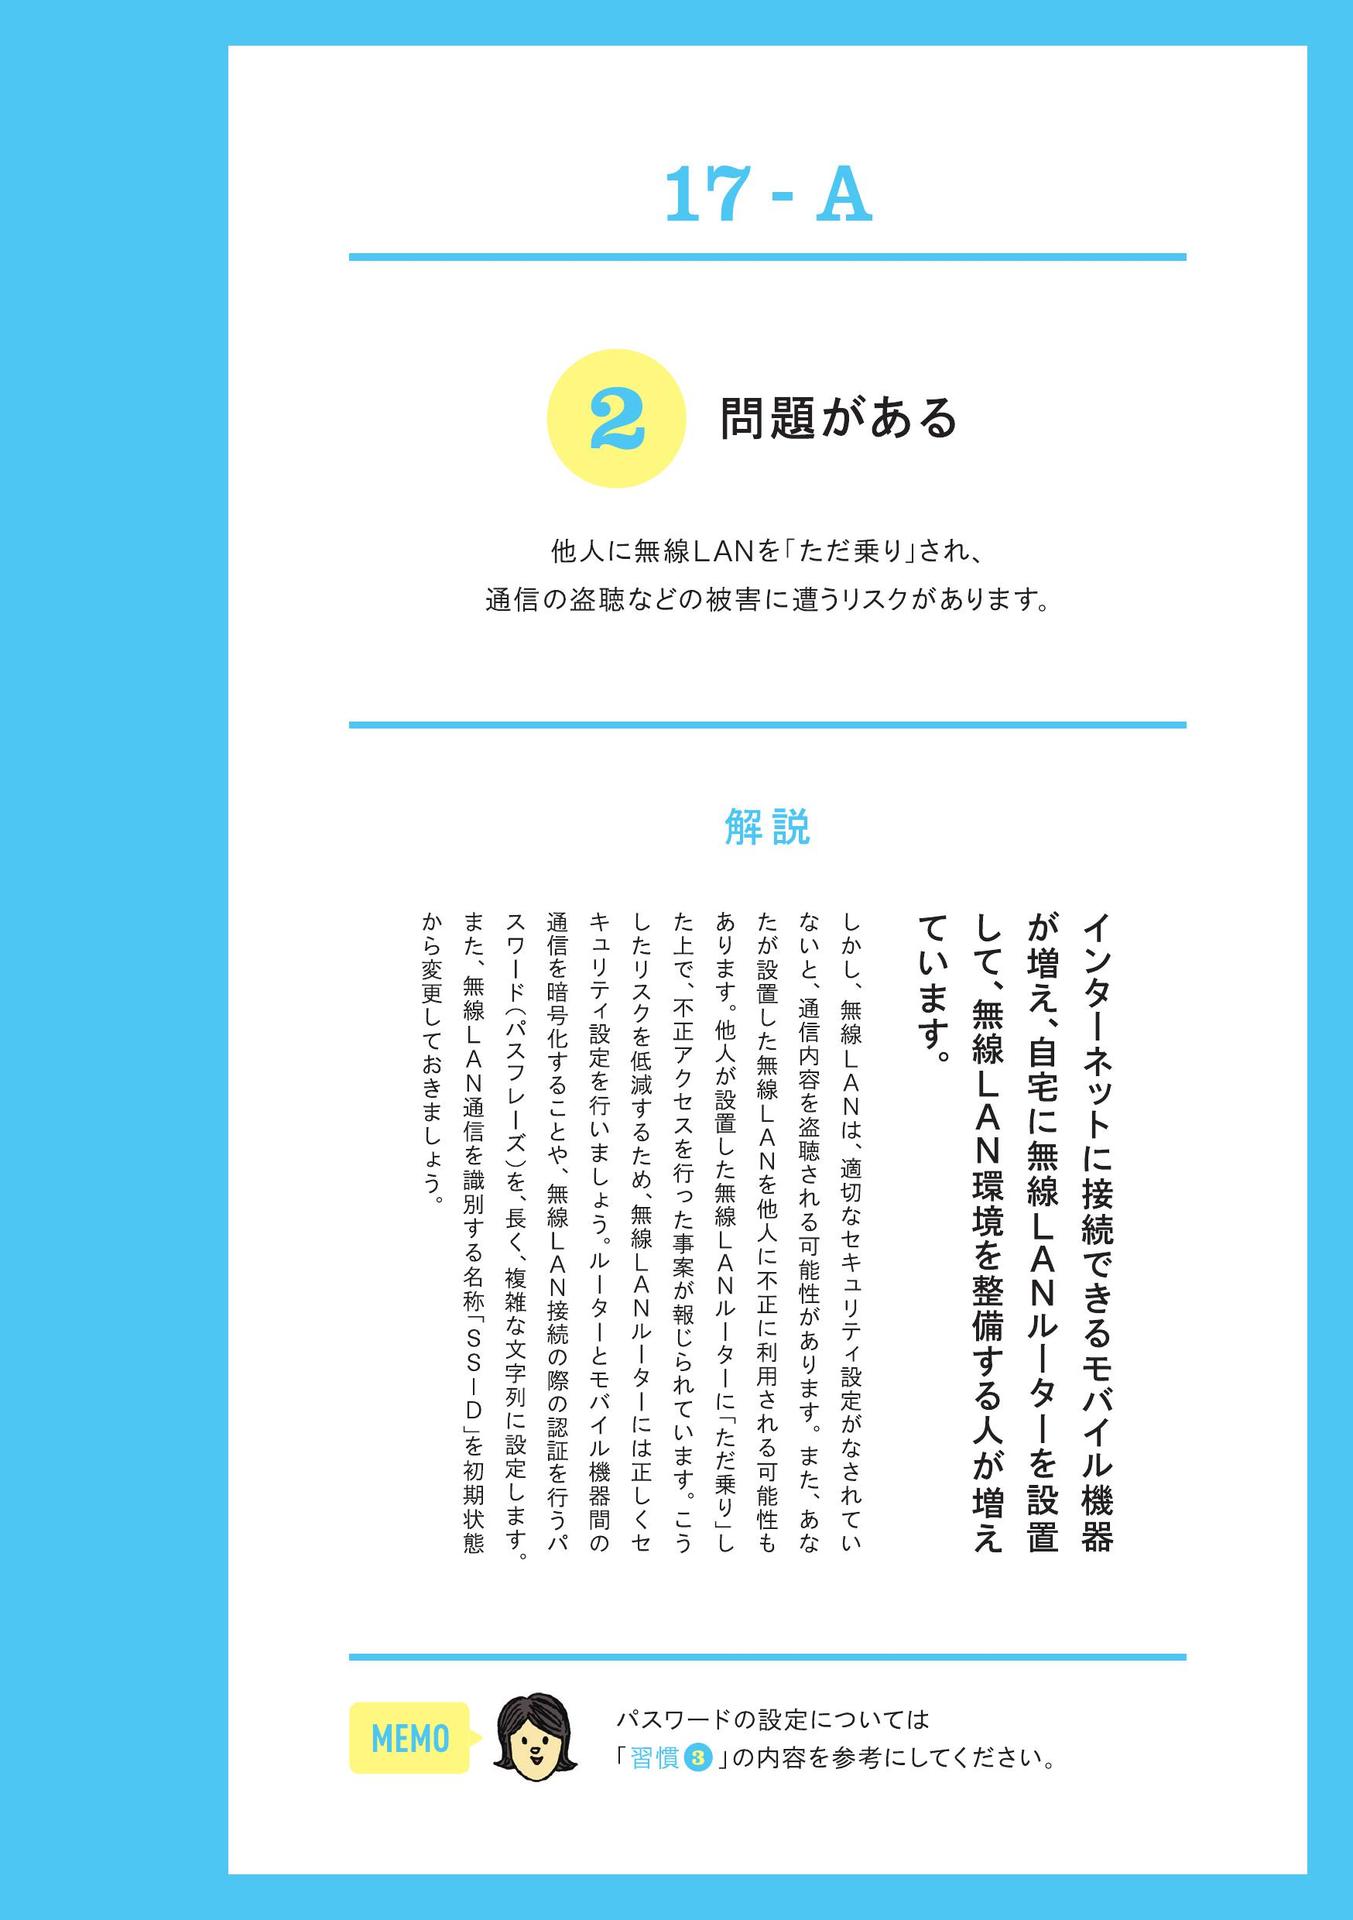 17 - A
2 問題がある
他人に無線LANを「ただ乗り」され、
通信の盗聴などの被害に遭うリスクがあります。
解説
インターネットに接続できるモバイル機器
が増え、自宅に無線LANルーターを設置
して、無線LAN環境を整備する人が増え
ています。
しかし、無線LANは、適切なセキュリティ設定がなされてい
ないと、通信内容を盗聴される可能性があります。また、あな
たが設置した無線LANを他人に不正に利用される可能性も
あります。他人が設置した無線LANルーターに「ただ乗り」し
た上で、不正アクセスを行った事案が報じられています。こう
したリスクを低減するため、無線LANルーターには正しくセ
キュリティ設定を行いましょう。ルーターとモバイル機器間の
通信を暗号化することや、無線LAN接続の際の認証を行うパ
スワード（パスフレーズ）を、長く、複雑な文字列に設定します。
また、無線LAN通信を識別する名称「SSID」を初期状態
から変更しておきましょう。
MEMO
パスワードの設定については
「習慣3」の内容を参考にしてください。